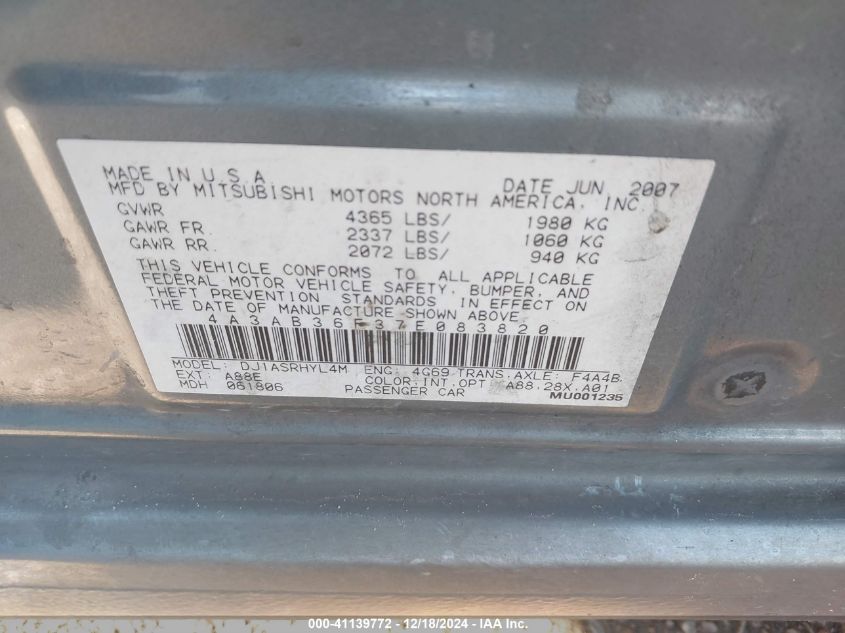 MADE IN U.S.A DATE JUN 2007
MFD BY MITSUBISHI MOTORS NORTH AMERICA, INC.
GVWR 4365 LBS/ 1980 KG
GAWR FR. 2337 LBS/ 1060 KG
GAWR RR. 2072 LBS/ 940 KG
THIS VEHICLE CONFORMS TO ALL APPLICABLE
FEDERAL MOTOR VEHICLE SAFETY, BUMPER, AND
THEFT PREVENTION STANDARDS IN EFFECT ON
THE DATE OF MANUFACTURE SHOWN ABOVE
4A3AB36F37E083820
MODEL: DJ1ASRHYL4M ENG: 4G69 TRANS.AXLE: F4A4B
EXT: A88E COLOR:INT.OPT A88.28X.A01
MDH 061806 PASSENGER CAR MU001235
000-41139772 - 12/18/2024 - IAA Inc.